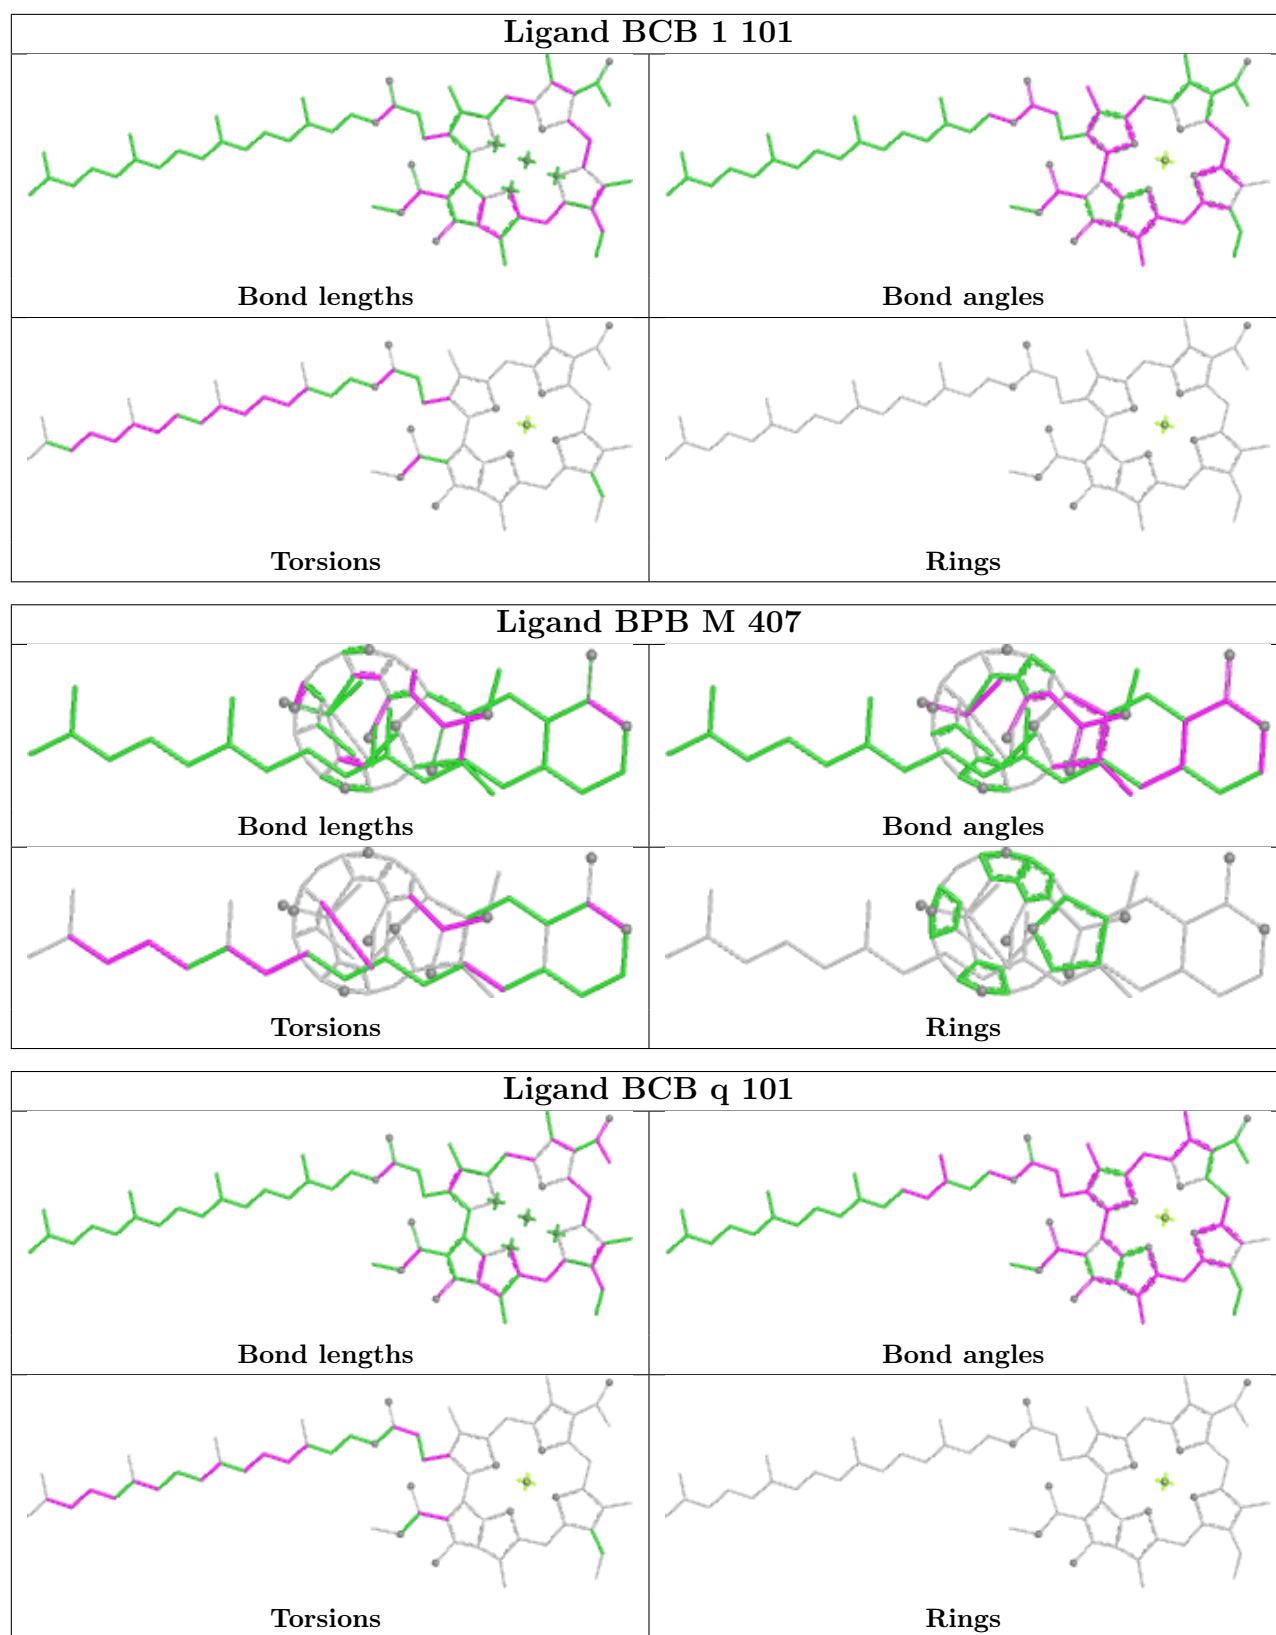 Ligand BCB 1 101
Bond lengths
Bond angles
Torsions
Rings
Ligand BPB M 407
Bond lengths
Bond angles
Torsions
Rings
Ligand BCB q 101
Bond lengths
Bond angles
Torsions
Rings